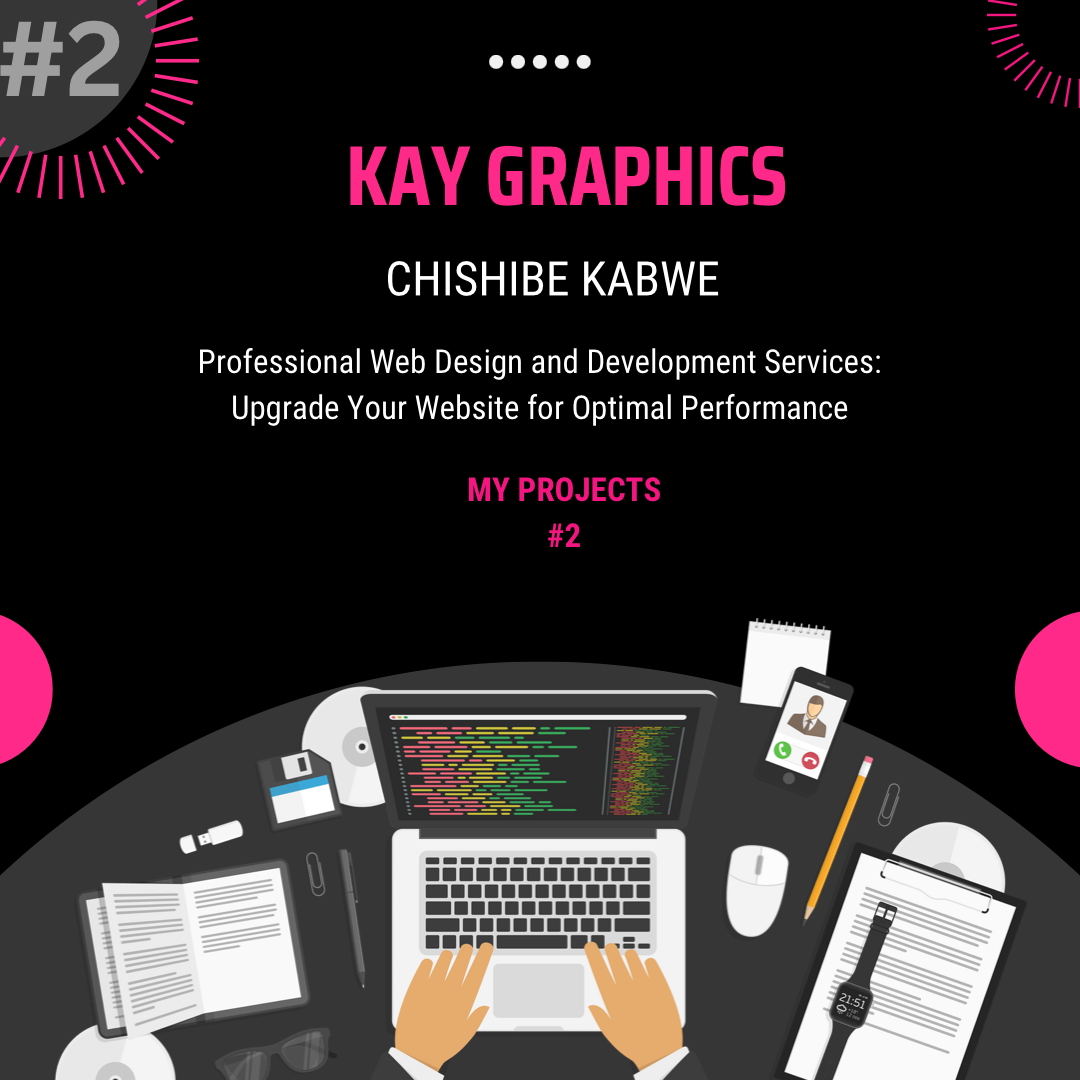 #2
KAY GRAPHICS
CHISHIBE KABWE
Professional Web Design and Development Services:
Upgrade Your Website for Optimal Performance
MY PROJECTS
#2
21:51